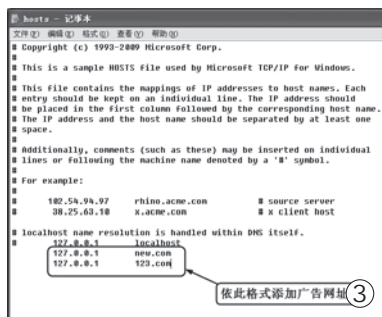 hosts - 记事本
文件(F) 编辑(E) 格式(O) 查看(V) 帮助(H)
# Copyright (c) 1993-2009 Microsoft Corp.
#
# This is a sample HOSTS file used by Microsoft TCP/IP for Windows.
#
# This file contains the mappings of IP addresses to host names. Each
# entry should be kept on an individual line. The IP address should
# be placed in the first column followed by the corresponding host name.
# The IP address and the host name should be separated by at least one
# space.
#
# Additionally, comments (such as these) may be inserted on individual
# lines or following the machine name denoted by a '#' symbol.
#
# For example:
#
# 102.54.94.97 rhino.acme.com # source server
# 38.25.63.10 x.acme.com # x client host
# localhost name resolution is handled within DNS itself.
# 127.0.0.1 localhost
127.0.0.1 new.com
127.0.0.1 123.com
依此格式添加广告网址③